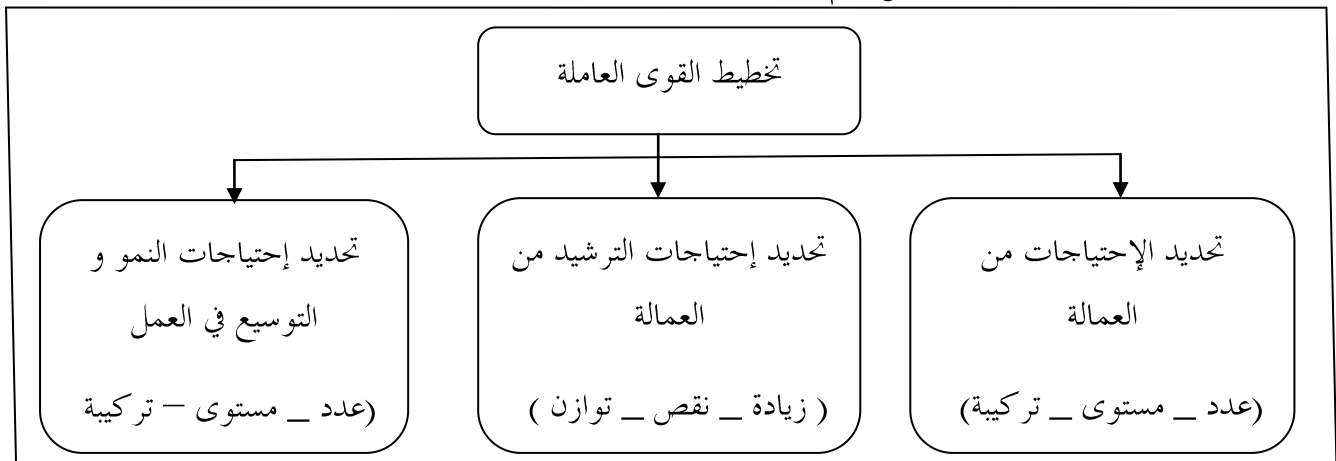 تخطيط القوى العاملة
تحديد الإحتياجات من
العمالة
(عدد _ مستوى _ تركيبة)
تحديد إحتياجات الترشيد من
العمالة
( زيادة _ نقص _ توازن )
تحديد إحتياجات النمو و
التوسيع في العمل
(عدد _ مستوى – تركيبة